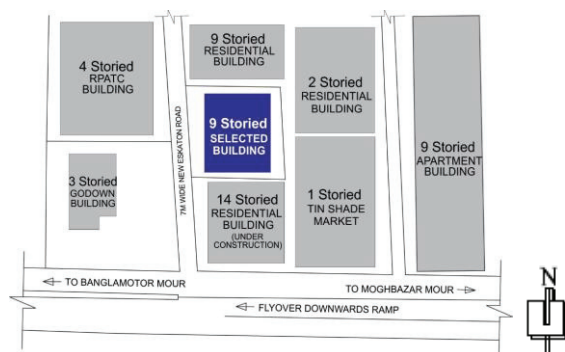 4 Storied
RPATC
BUILDING
9 Storied
RESIDENTIAL
BUILDING
2 Storied
RESIDENTIAL
BUILDING
9 Storied
APARTMENT
BUILDING
9 Storied
SELECTED
BUILDING
7M WIDE NEW ESKATON ROAD
3 Storied
GODOWN
BUILDING
14 Storied
RESIDENTIAL
BUILDING
(UNDER
CONSTRUCTION)
1 Storied
TIN SHADE
MARKET
TO BANGLAMOTOR MOUR
TO MOGHBAZAR MOUR
FLYOVER DOWNWARDS RAMP
N